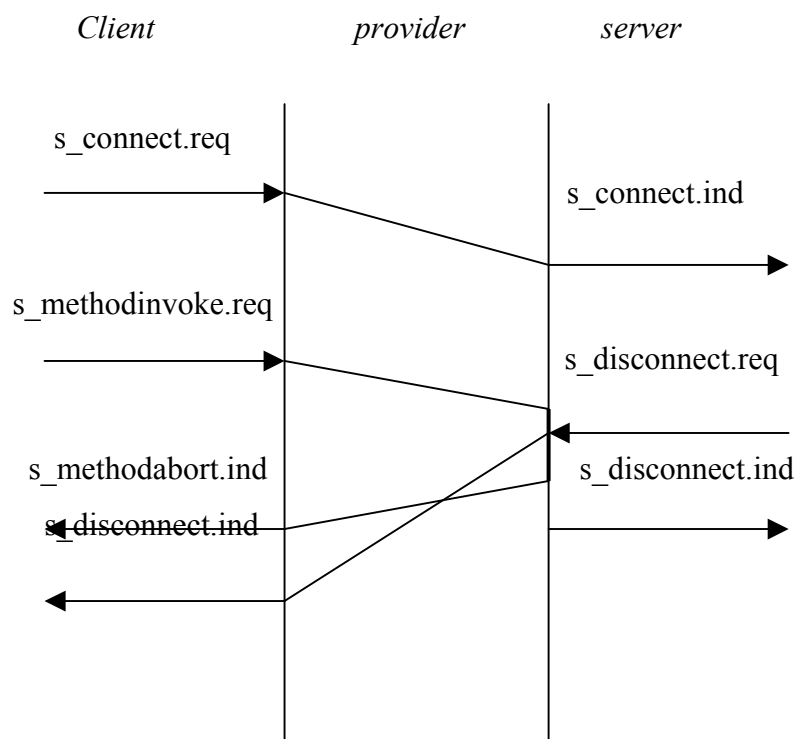 Client provider server
s_connect.req
s_connect.ind
s_methodinvoke.req
s_disconnect.req
s_methodabort.ind
s_disconnect.ind
s_disconnect.ind